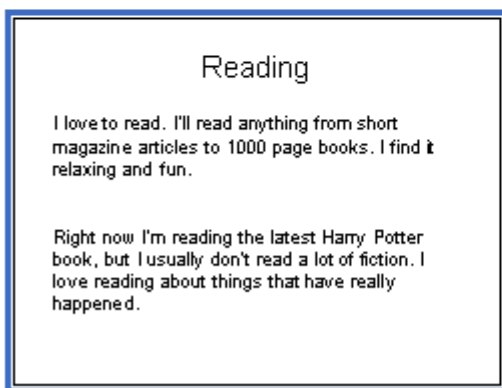 Reading
I love to read. I'll read anything from short
magazine articles to 1000 page books. I find it
relaxing and fun.
Right now I'm reading the latest Harry Potter
book, but I usually don't read a lot of fiction. I
love reading about things that have really
happened.